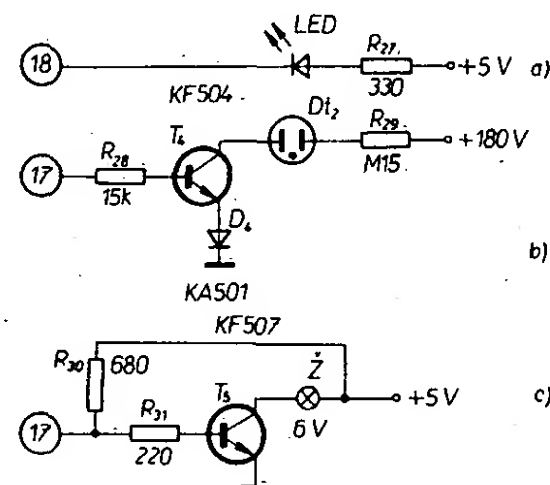 LED
R27
18
+5 V
a)
330
KF504
Dt2
R29
T4
+180 V
R28
17
M15
15k
D4
b)
KA501
KF507
R30
680
Ž
T5
+5 V
c)
R31
17
6 V
220